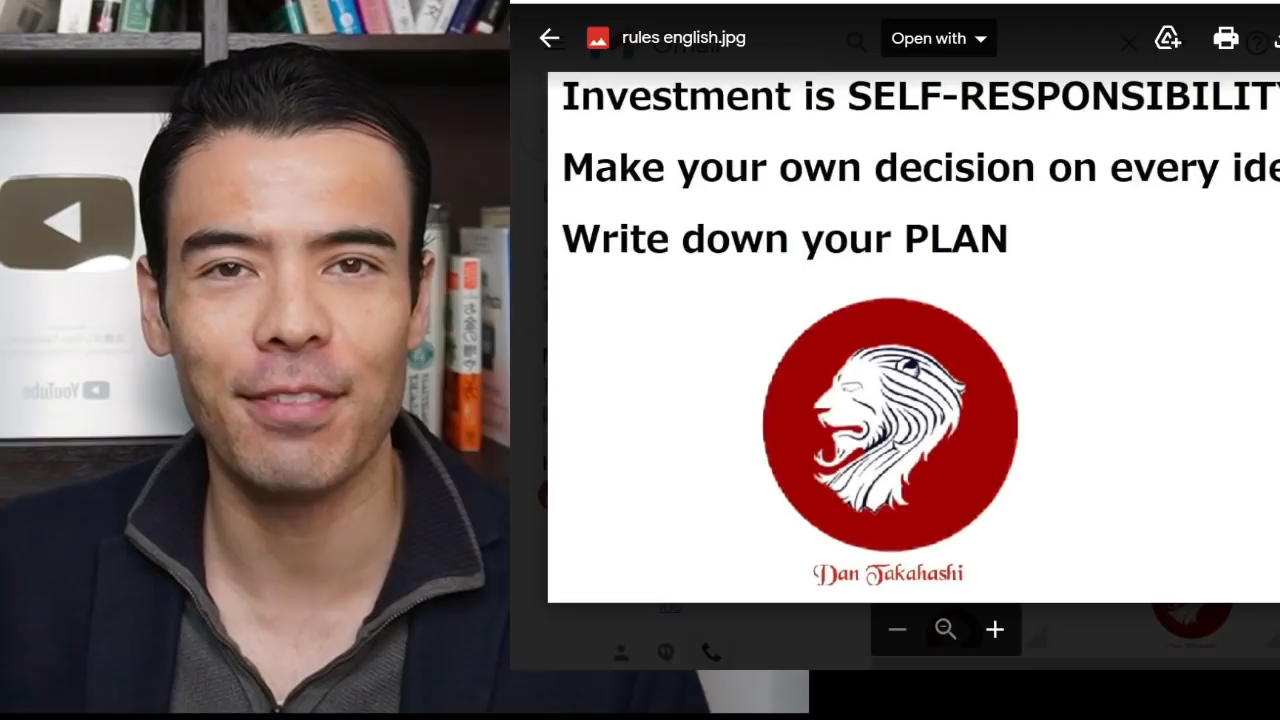 rules english.jpg
Open with
Investment is SELF-RESPONSIBILITY
Make your own decision on every ide
Write down your PLAN
Dan Takahashi
YouTube